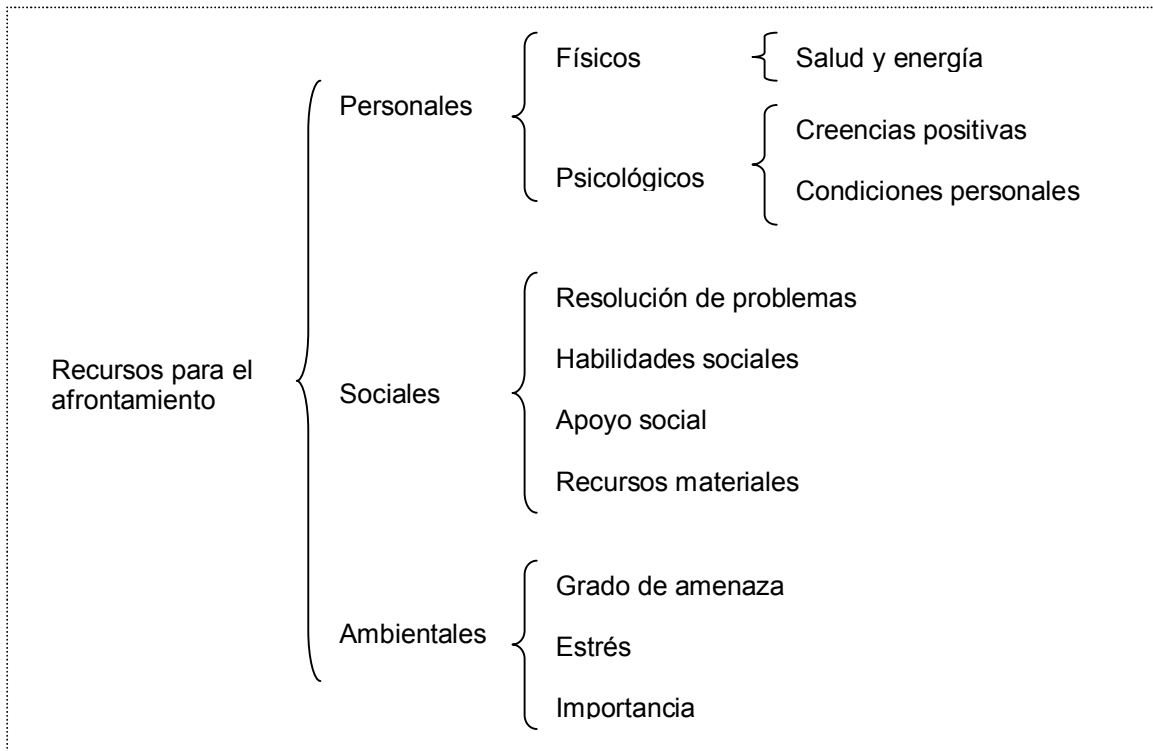 Recursos para el
afrontamiento
Personales
Físicos
Salud y energía
Psicológicos
Creencias positivas
Condiciones personales
Sociales
Resolución de problemas
Habilidades sociales
Apoyo social
Recursos materiales
Ambientales
Grado de amenaza
Estrés
Importancia